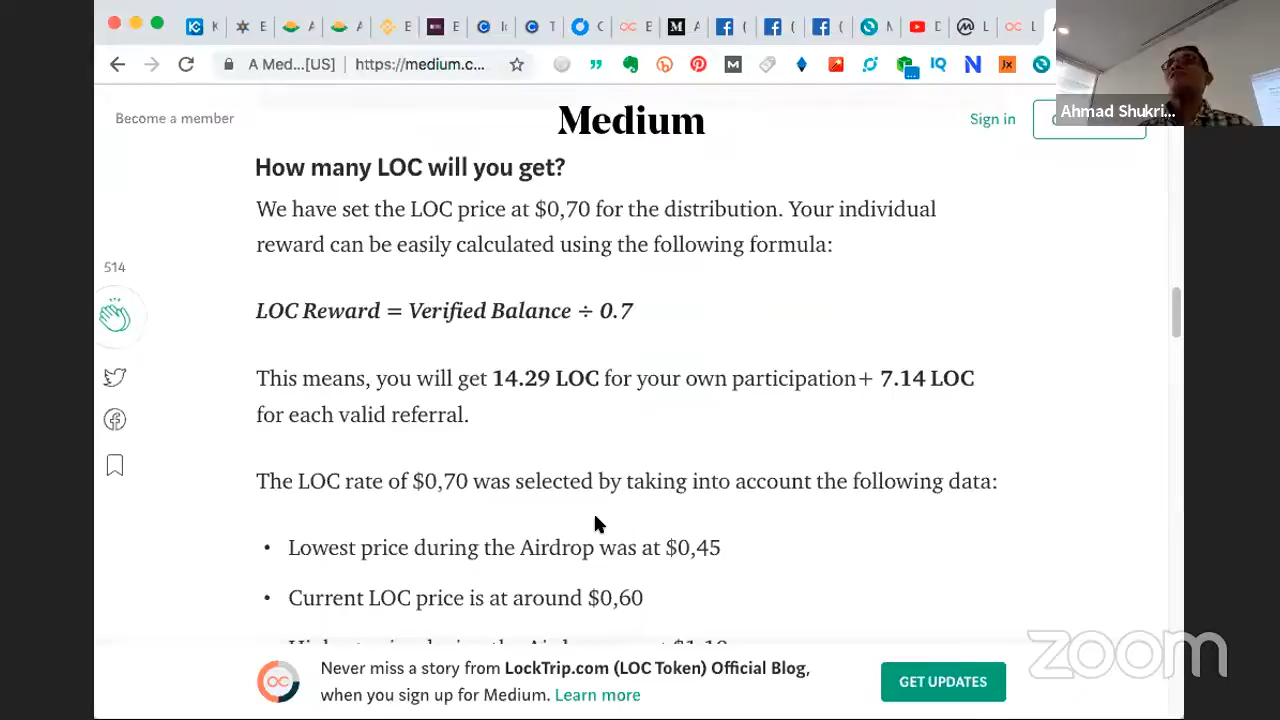 K
E
A
A
E
E
Ic
T
C
E
A
(
(
(
M
D
L
L
A Med...[US] | https://medium.c...
IQ
N
jx
Ahmad Shukri...
Become a member
Medium
Sign in
How many LOC will you get?
We have set the LOC price at $0,70 for the distribution. Your individual
reward can be easily calculated using the following formula:
514
LOC Reward = Verified Balance ÷ 0.7
This means, you will get 14.29 LOC for your own participation+ 7.14 LOC
for each valid referral.
The LOC rate of $0,70 was selected by taking into account the following data:
• Lowest price during the Airdrop was at $0,45
• Current LOC price is at around $0,60
Never miss a story from LockTrip.com (LOC Token) Official Blog,
when you sign up for Medium. Learn more
GET UPDATES
zoom